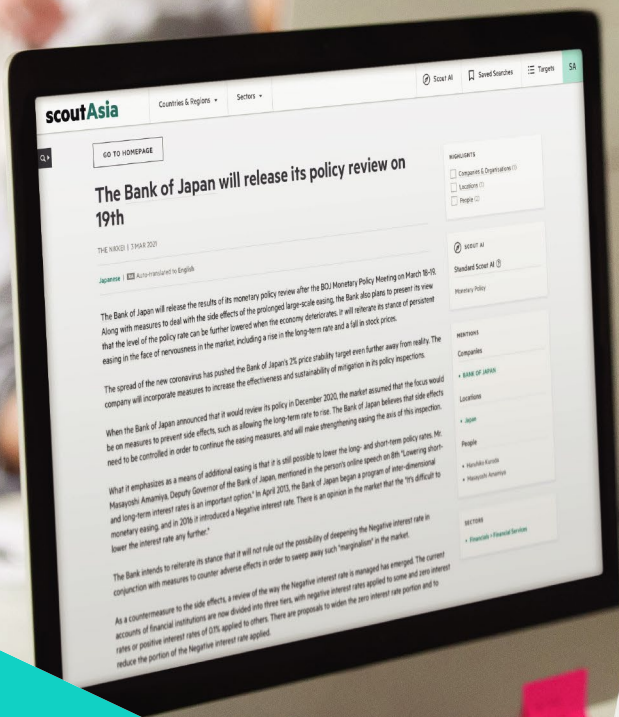 scoutAsia
Countries & Regions
Sectors
Scout AI
Saved Searches
Targets
SA
GO TO HOMEPAGE
The Bank of Japan will release its policy review on
19th
THE NIKKEI | 3 MAR 2021
Japanese | Auto-translated to English
The Bank of Japan will release the results of its monetary policy review after the BOJ Monetary Policy Meeting on March 18-19.
Along with measures to deal with the side effects of the prolonged large-scale easing, the Bank also plans to present its view
that the level of the policy rate can be further lowered when the economy deteriorates. It will reiterate its stance of persistent
easing in the face of nervousness in the market, including a rise in the long-term rate and a fall in stock prices.
The spread of the new coronavirus has pushed the Bank of Japan's 2% price stability target even further away from reality. The
company will incorporate measures to increase the effectiveness and sustainability of mitigation in its policy inspections.
When the Bank of Japan announced that it would review its policy in December 2020, the market assumed that the focus would
be on measures to prevent side effects, such as allowing the long-term rate to rise. The Bank of Japan believes that side effects
need to be controlled in order to continue the easing measures, and will make strengthening easing the axis of this inspection.
What it emphasizes as a means of additional easing is that it is still possible to lower the long- and short-term policy rates. Mr.
Masayoshi Amamiya, Deputy Governor of the Bank of Japan, mentioned in the person's online speech on 8th "Lowering short-
and long-term interest rates is an important option." In April 2013, the Bank of Japan began a program of inter-dimensional
monetary easing, and in 2016 it introduced a Negative interest rate. There is an opinion in the market that the "It's difficult to
lower the interest rate any further."
The Bank intends to reiterate its stance that it will not rule out the possibility of deepening the Negative interest rate in
conjunction with measures to counter adverse effects in order to sweep away such "marginalism" in the market.
As a countermeasure to the side effects, a review of the way the Negative interest rate is managed has emerged. The current
accounts of financial institutions are now divided into three tiers, with negative interest rates applied to some and zero interest
rates or positive interest rates of 0.1% applied to others. There are proposals to widen the zero interest rate portion and to
reduce the portion of the Negative interest rate applied.
HIGHLIGHTS
Companies & Organisations
Locations
People
SCOUT AI
Standard Scout AI
Monetary Policy
MENTIONS
Companies
• BANK OF JAPAN
Locations
• Japan
People
• Haruhiko Kuroda
• Masayoshi Amamiya
SECTORS
• Financials > Financial Services